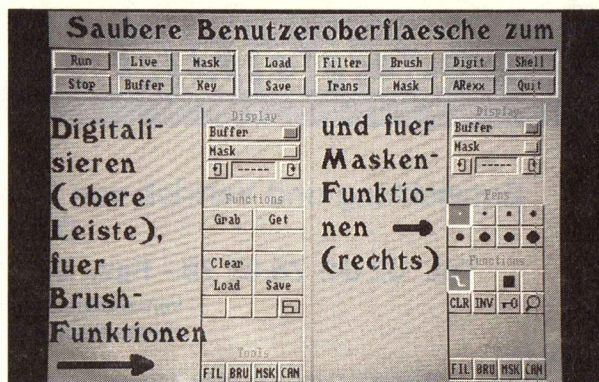 Saubere Benutzeroberflaesche zum
Run Live Mask Load Filter Brush Digit Shell
Stop Buffer Key Save Trans Mask ARexx Quit
Digitali-
sieren
(obere
Leiste),
fuer
Brush-
Funktionen
Display
Buffer
Mask
-----
Functions
Grab Get
Clear
Load Save
Tools
FIL BRU MSK CAN
und fuer
Masken-
Funktio-
nen
(rechts)
Display
Buffer
Mask
-----
Pens
Functions
CLR INV
Tools
FIL BRU MSK CAN